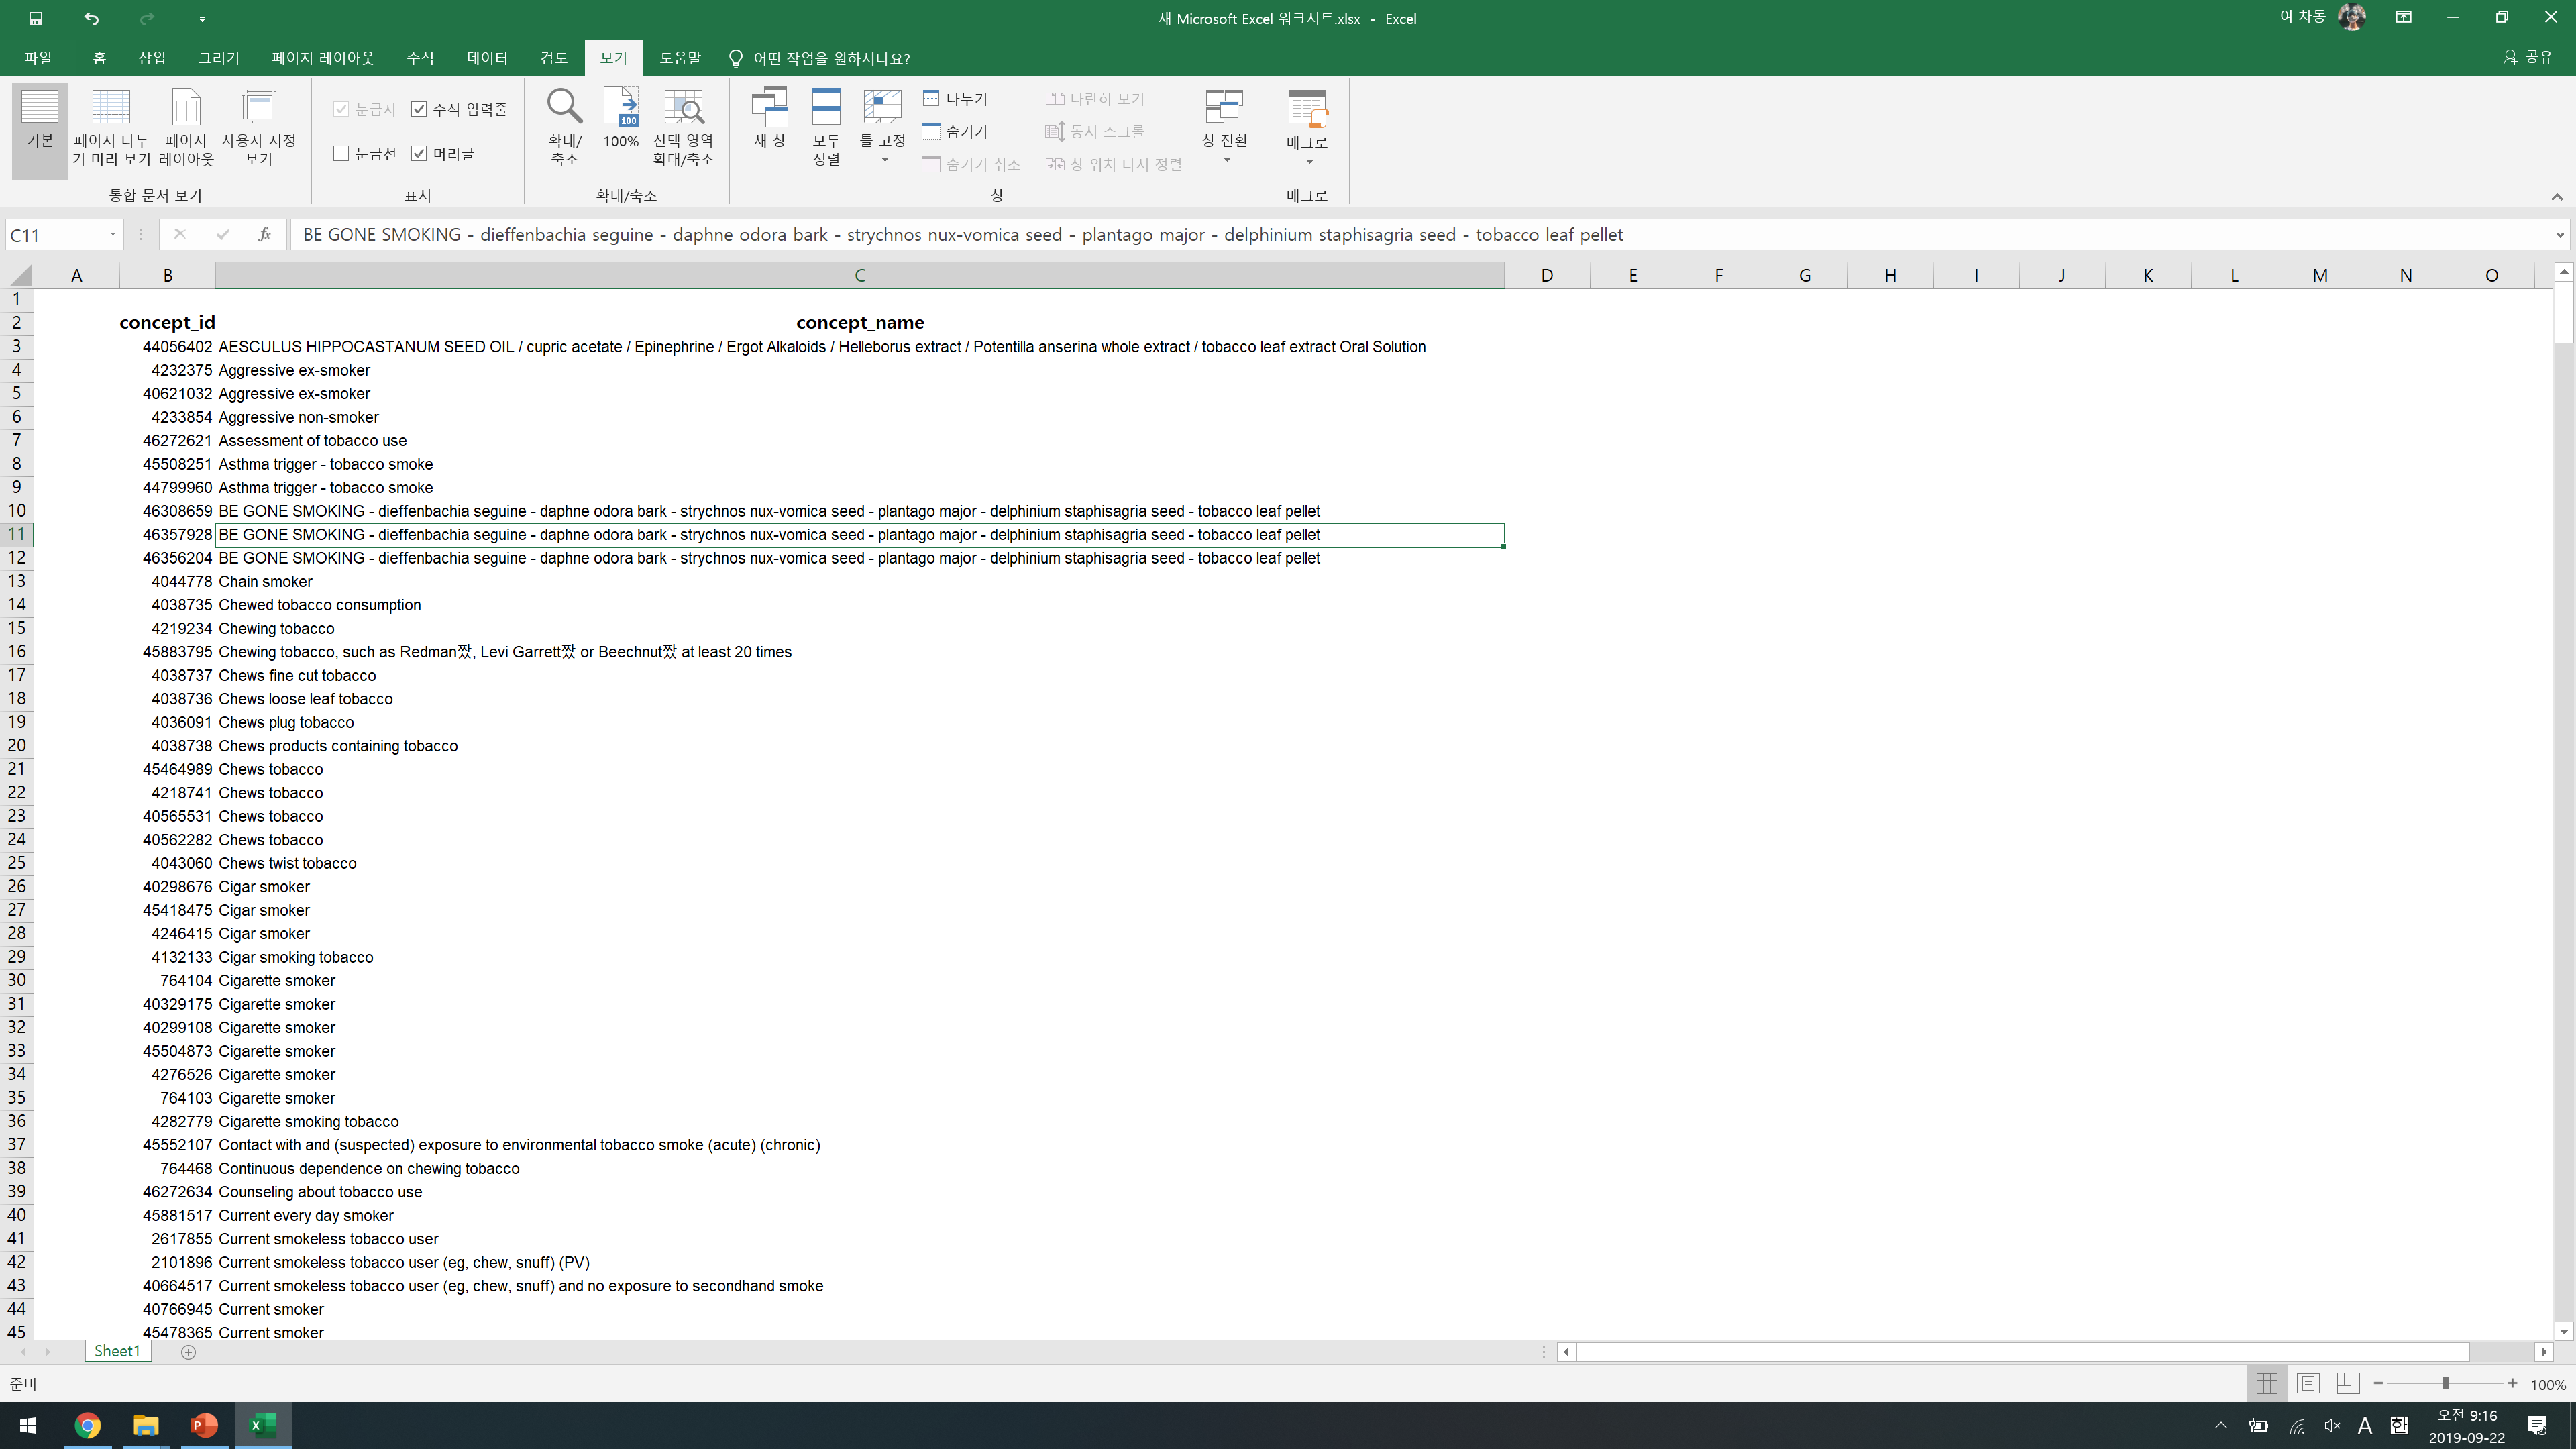 새 Microsoft Excel 워크시트.xlsx - Excel
여 차동
파일 홈 삽입 그리기 페이지 레이아웃 수식 데이터 검토 보기 도움말 어떤 작업을 원하시나요? 공유
기본
페이지 나누
기 미리 보기
페이지
레이아웃
사용자 지정
보기
통합 문서 보기
눈금자
수식 입력줄
눈금선
머리글
표시
확대/
축소
100
100%
선택 영역
확대/축소
확대/축소
새 창
모두
정렬
틀 고정
나누기
숨기기
숨기기 취소
나란히 보기
동시 스크롤
창 위치 다시 정렬
창 전환
창
매크로
매크로
C11 fx BE GONE SMOKING - dieffenbachia seguine - daphne odora bark - strychnos nux-vomica seed - plantago major - delphinium staphisagria seed - tobacco leaf pellet
A B C D E F G H I J K L M N O
1
2 concept_id concept_name
3 44056402 AESCULUS HIPPOCASTANUM SEED OIL / cupric acetate / Epinephrine / Ergot Alkaloids / Helleborus extract / Potentilla anserina whole extract / tobacco leaf extract Oral Solution
4 4232375 Aggressive ex-smoker
5 40621032 Aggressive ex-smoker
6 4233854 Aggressive non-smoker
7 46272621 Assessment of tobacco use
8 45508251 Asthma trigger - tobacco smoke
9 44799960 Asthma trigger - tobacco smoke
10 46308659 BE GONE SMOKING - dieffenbachia seguine - daphne odora bark - strychnos nux-vomica seed - plantago major - delphinium staphisagria seed - tobacco leaf pellet
11 46357928 BE GONE SMOKING - dieffenbachia seguine - daphne odora bark - strychnos nux-vomica seed - plantago major - delphinium staphisagria seed - tobacco leaf pellet
12 46356204 BE GONE SMOKING - dieffenbachia seguine - daphne odora bark - strychnos nux-vomica seed - plantago major - delphinium staphisagria seed - tobacco leaf pellet
13 4044778 Chain smoker
14 4038735 Chewed tobacco consumption
15 4219234 Chewing tobacco
16 45883795 Chewing tobacco, such as Redman짰, Levi Garrett짰 or Beechnut짰 at least 20 times
17 4038737 Chews fine cut tobacco
18 4038736 Chews loose leaf tobacco
19 4036091 Chews plug tobacco
20 4038738 Chews products containing tobacco
21 45464989 Chews tobacco
22 4218741 Chews tobacco
23 40565531 Chews tobacco
24 40562282 Chews tobacco
25 4043060 Chews twist tobacco
26 40298676 Cigar smoker
27 45418475 Cigar smoker
28 4246415 Cigar smoker
29 4132133 Cigar smoking tobacco
30 764104 Cigarette smoker
31 40329175 Cigarette smoker
32 40299108 Cigarette smoker
33 45504873 Cigarette smoker
34 4276526 Cigarette smoker
35 764103 Cigarette smoker
36 4282779 Cigarette smoking tobacco
37 45552107 Contact with and (suspected) exposure to environmental tobacco smoke (acute) (chronic)
38 764468 Continuous dependence on chewing tobacco
39 46272634 Counseling about tobacco use
40 45881517 Current every day smoker
41 2617855 Current smokeless tobacco user
42 2101896 Current smokeless tobacco user (eg, chew, snuff) (PV)
43 40664517 Current smokeless tobacco user (eg, chew, snuff) and no exposure to secondhand smoke
44 40766945 Current smoker
45 45478365 Current smoker
Sheet1
준비 100%
A 한 오전 9:16
2019-09-22